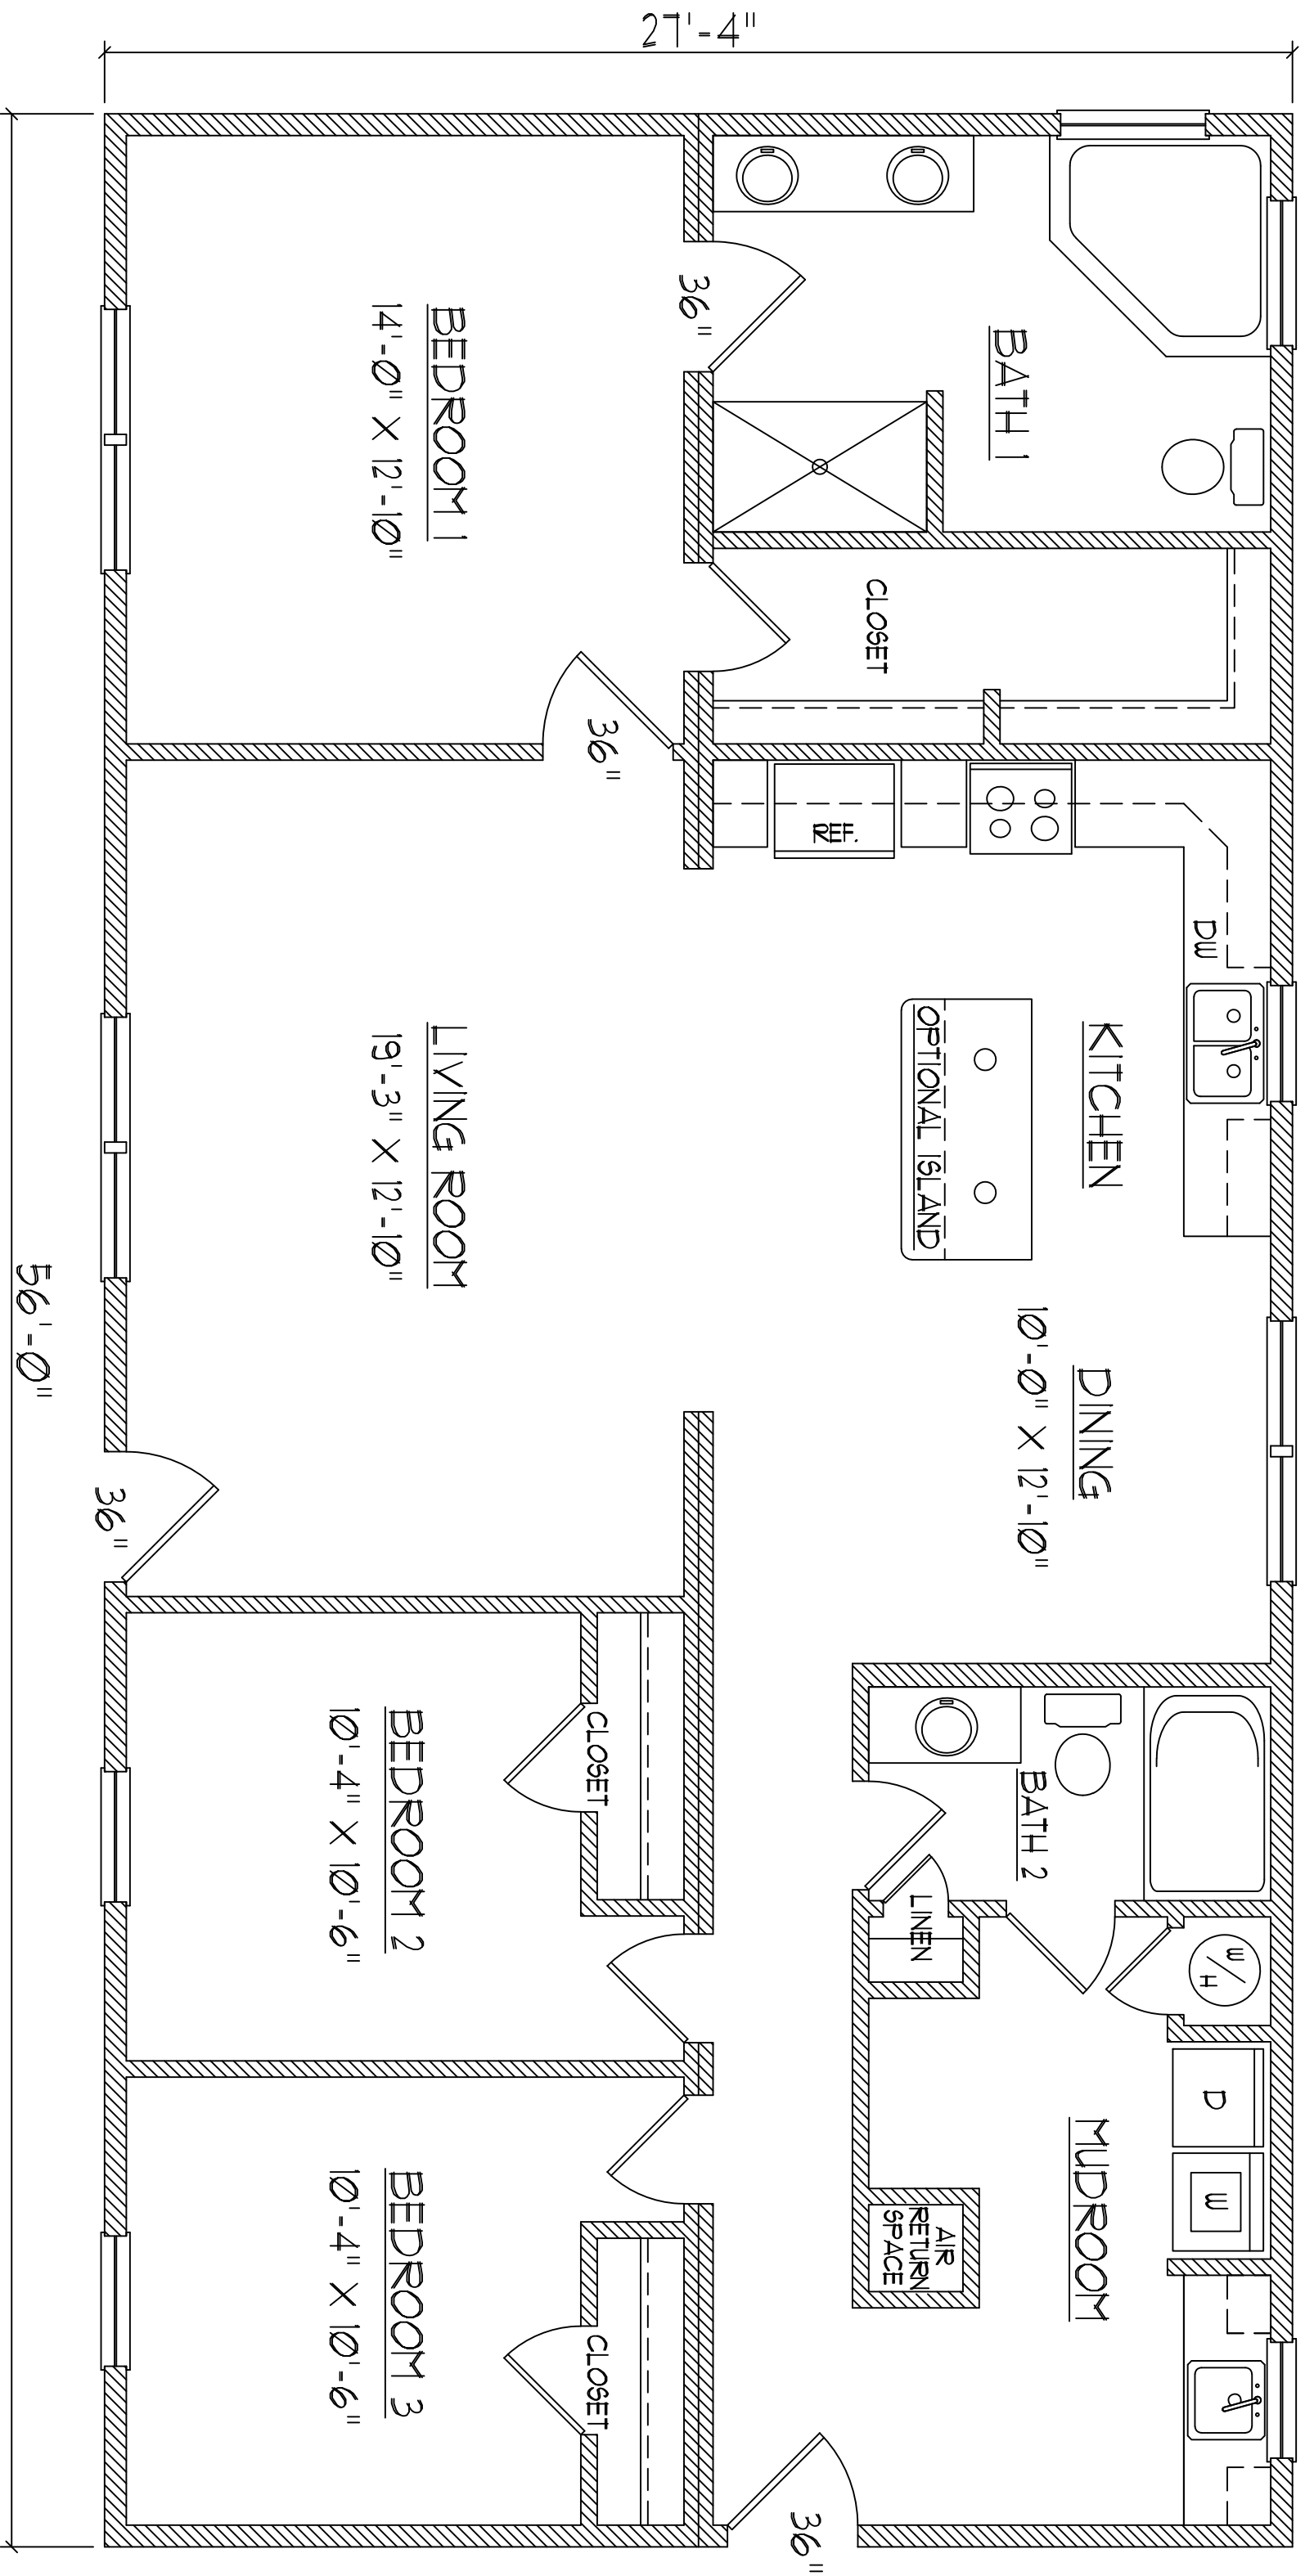 27'-4"
56'-0"
BATH 1
36"
BEDROOM 1
14'-0" X 12'-10"
CLOSET
36"
REF.
DW
KITCHEN
OPTIONAL ISLAND
LIVING ROOM
19'-3" X 12'-10"
DINING
10'-0" X 12'-10"
36"
BATH 2
LINEN
W/H
CLOSET
BEDROOM 2
10'-4" X 10'-6"
D
W
MUDROOM
AIR
RETURN
SPACE
CLOSET
BEDROOM 3
10'-4" X 10'-6"
36"